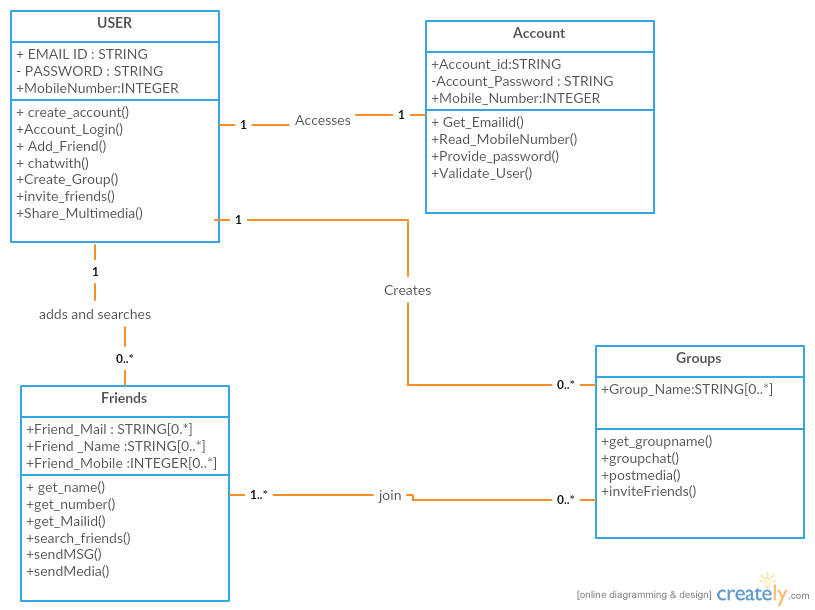 USER
+ EMAIL ID : STRING
- PASSWORD : STRING
+MobileNumber:INTEGER
+ create_account()
+Account_Login()
+ Add_Friend()
+ chatwith()
+Create_Group()
+invite_friends()
+Share_Multimedia()
Account
+Account_id:STRING
-Account_Password : STRING
+Mobile_Number:INTEGER
+ Get_Emailid()
+Read_MobileNumber()
+Provide_password()
+Validate_User()
1
Accesses
1
1
Creates
0..*
1
adds and searches
0..*
Friends
+Friend_Mail : STRING[0.*]
+Friend _Name :STRING[0..*]
+Friend_Mobile :INTEGER[0..*]
+ get_name()
+get_number()
+get_Mailid()
+search_friends()
+sendMSG()
+sendMedia()
Groups
+Group_Name:STRING[0..*]
+get_groupname()
+groupchat()
+postmedia()
+inviteFriends()
1..*
join
0..*
[online diagramming & design] creately.com